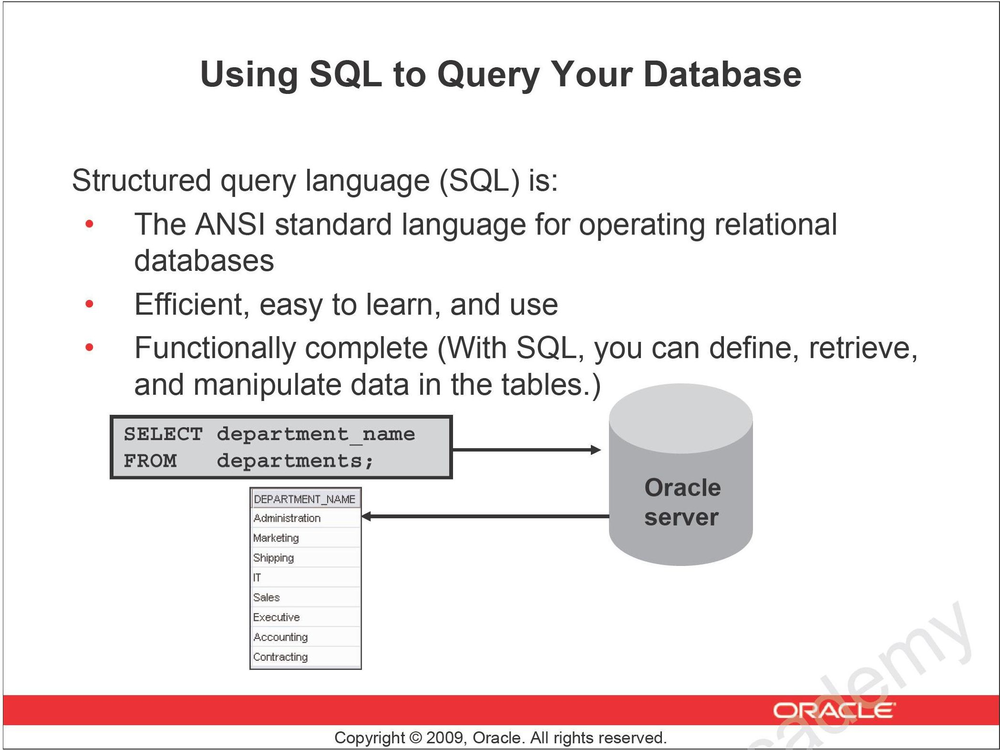 Using SQL to Query Your Database
Structured query language (SQL) is:
• The ANSI standard language for operating relational
databases
• Efficient, easy to learn, and use
• Functionally complete (With SQL, you can define, retrieve,
and manipulate data in the tables.)
SELECT department_name
FROM departments;
Oracle
server
DEPARTMENT_NAME
Administration
Marketing
Shipping
IT
Sales
Executive
Accounting
Contracting
ORACLE
Copyright © 2009, Oracle. All rights reserved.